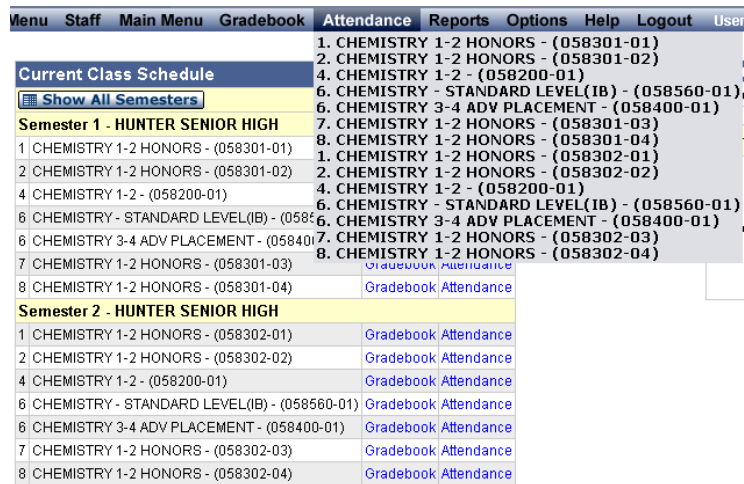 Menu Staff Main Menu Gradebook Attendance Reports Options Help Logout User
1. CHEMISTRY 1-2 HONORS - (058301-01)
2. CHEMISTRY 1-2 HONORS - (058301-02)
4. CHEMISTRY 1-2 - (058200-01)
6. CHEMISTRY - STANDARD LEVEL(IB) - (058560-01)
6. CHEMISTRY 3-4 ADV PLACEMENT - (058400-01)
7. CHEMISTRY 1-2 HONORS - (058301-03)
8. CHEMISTRY 1-2 HONORS - (058301-04)
1. CHEMISTRY 1-2 HONORS - (058302-01)
2. CHEMISTRY 1-2 HONORS - (058302-02)
4. CHEMISTRY 1-2 - (058200-01)
6. CHEMISTRY - STANDARD LEVEL(IB) - (058560-01)
6. CHEMISTRY 3-4 ADV PLACEMENT - (058400-01)
7. CHEMISTRY 1-2 HONORS - (058302-03)
8. CHEMISTRY 1-2 HONORS - (058302-04)
Current Class Schedule
Show All Semesters
Semester 1 - HUNTER SENIOR HIGH
1 CHEMISTRY 1-2 HONORS - (058301-01)
2 CHEMISTRY 1-2 HONORS - (058301-02)
4 CHEMISTRY 1-2 - (058200-01)
6 CHEMISTRY - STANDARD LEVEL(IB) - (058
6 CHEMISTRY 3-4 ADV PLACEMENT - (05840
7 CHEMISTRY 1-2 HONORS - (058301-03) Gradebook Attendance
8 CHEMISTRY 1-2 HONORS - (058301-04) Gradebook Attendance
Semester 2 - HUNTER SENIOR HIGH
1 CHEMISTRY 1-2 HONORS - (058302-01) Gradebook Attendance
2 CHEMISTRY 1-2 HONORS - (058302-02) Gradebook Attendance
4 CHEMISTRY 1-2 - (058200-01) Gradebook Attendance
6 CHEMISTRY - STANDARD LEVEL(IB) - (058560-01) Gradebook Attendance
6 CHEMISTRY 3-4 ADV PLACEMENT - (058400-01) Gradebook Attendance
7 CHEMISTRY 1-2 HONORS - (058302-03) Gradebook Attendance
8 CHEMISTRY 1-2 HONORS - (058302-04) Gradebook Attendance